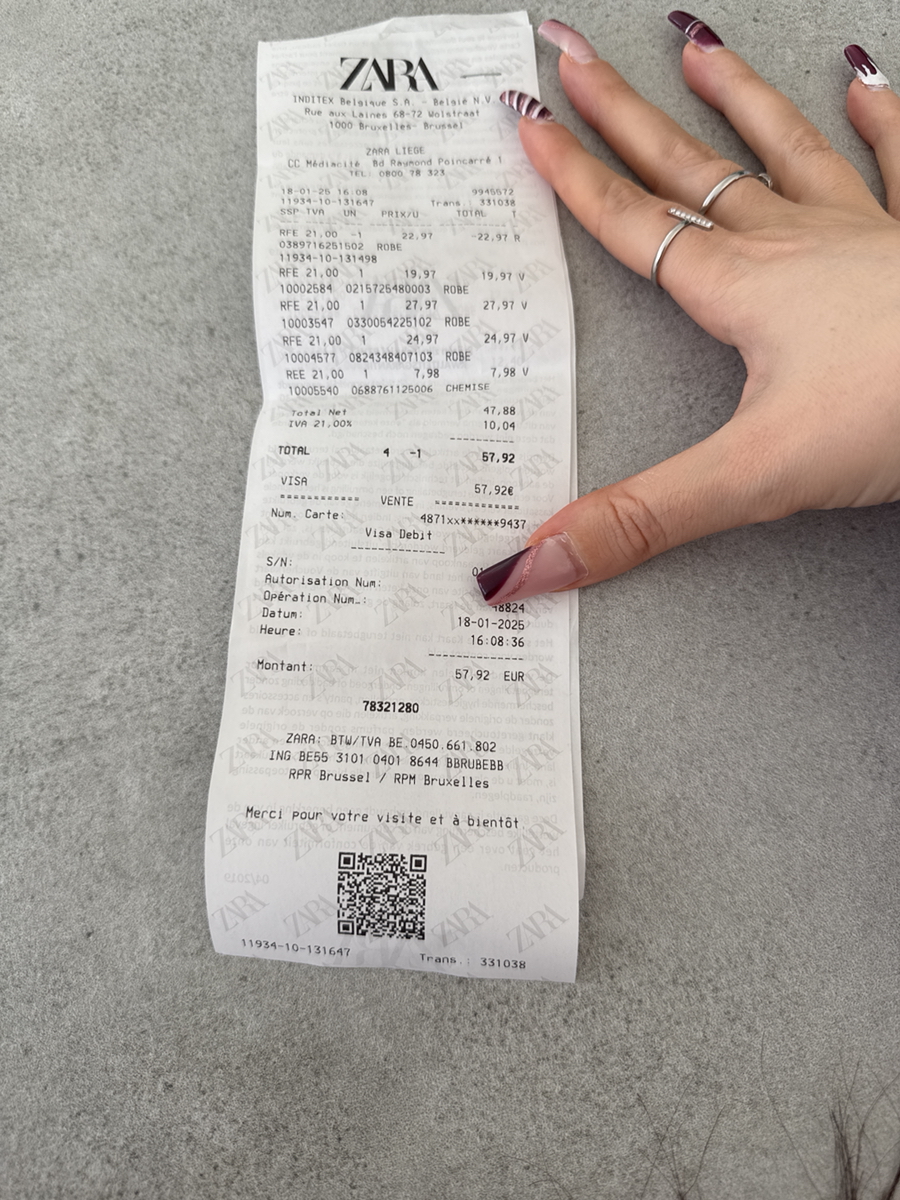 ZARA
INDITEX Belgique S.A. - België N.V.
Rue aux Laines 68-72 Wolstraat
1000 Bruxelles- Brussel
ZARA LIEGE
CC Médiacité Bd Raymond Poincarré 1
TEL: 0800 78 323
18-01-25 16:08 9945572
11934-10-131647 Trans.: 331038
SSP TVA UN PRIX/U TOTAL T
RFE 21,00 -1 22,97 -22,97 R
0389716251502 ROBE
11934-10-131498
RFE 21,00 1 19,97 19,97 V
10002584 0215725480003 ROBE
RFE 21,00 1 27,97 27,97 V
10003547 0330054225102 ROBE
RFE 21,00 1 24,97 24,97 V
10004577 0824348407103 ROBE
REE 21,00 1 7,98 7,98 V
10005540 0688761125006 CHEMISE
Total Net 47,88
IVA 21.00% 10,04
TOTAL 4 -1 57,92
VISA 57,92€
============ VENTE =============
Num. Carte: 4871xx******9437
Visa Debit
S/N:
Autorisation Num:
Opération Num.: 48824
Datum: 18-01-2025
Heure: 16:08:36
Montant: 57,92 EUR
78321280
ZARA: BTW/TVA BE.0450.661.802
ING BE55 3101 0401 8644 BBRUBEBB
RPR Brussel / RPM Bruxelles
Merci pour votre visite et à bientôt.
11934-10-131647 Trans.: 331038